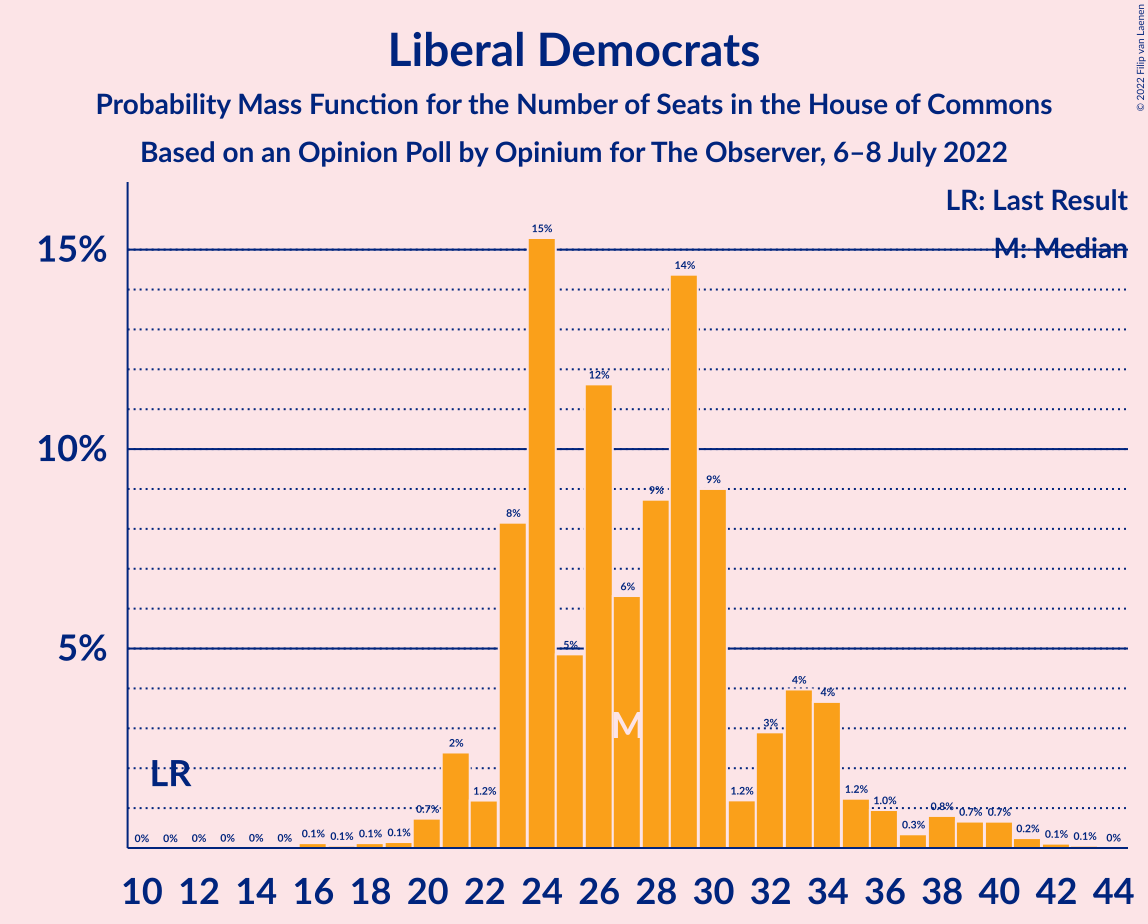 Liberal Democrats
Probability Mass Function for the Number of Seats in the House of Commons
Based on an Opinion Poll by Opinium for The Observer, 6–8 July 2022
© 2022 Filip van Laenen
LR: Last Result
M: Median
15%
10%
5%
0% 0% 0% 0% 0% 0% 0.1% 0.1% 0.1% 0.1% 0.7% 2% 1.2% 8% 15% 5% 12% 6% 9% 14% 9% 1.2% 3% 4% 4% 1.2% 1.0% 0.3% 0.8% 0.7% 0.7% 0.2% 0.1% 0.1% 0%
M
LR
10 12 14 16 18 20 22 24 26 28 30 32 34 36 38 40 42 44